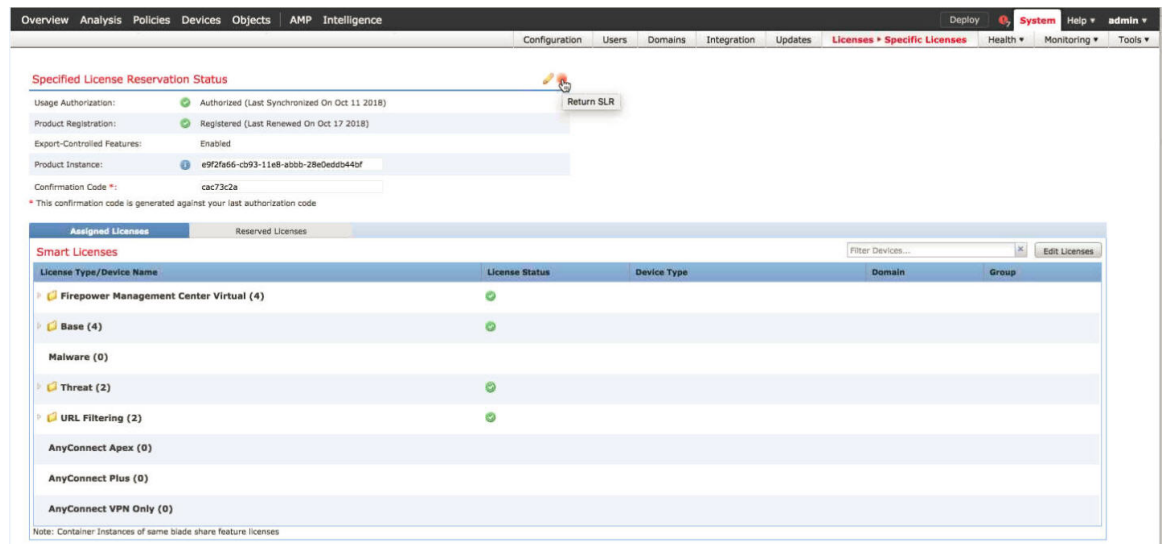 Overview Analysis Policies Devices Objects AMP Intelligence Deploy System Help admin
Configuration Users Domains Integration Updates Licenses ▸ Specific Licenses Health Monitoring Tools
Specified License Reservation Status
Return SLR
Usage Authorization: Authorized (Last Synchronized On Oct 11 2018)
Product Registration: Registered (Last Renewed On Oct 17 2018)
Export-Controlled Features: Enabled
Product Instance: e9f2fa66-cb93-11e8-abbb-28e0eddb44bf
Confirmation Code *: cac73c2a
* This confirmation code is generated against your last authorization code
Assigned Licenses Reserved Licenses
Smart Licenses Filter Devices... Edit Licenses
License Type/Device Name License Status Device Type Domain Group
Firepower Management Center Virtual (4)
Base (4)
Malware (0)
Threat (2)
URL Filtering (2)
AnyConnect Apex (0)
AnyConnect Plus (0)
AnyConnect VPN Only (0)
Note: Container Instances of same blade share feature licenses